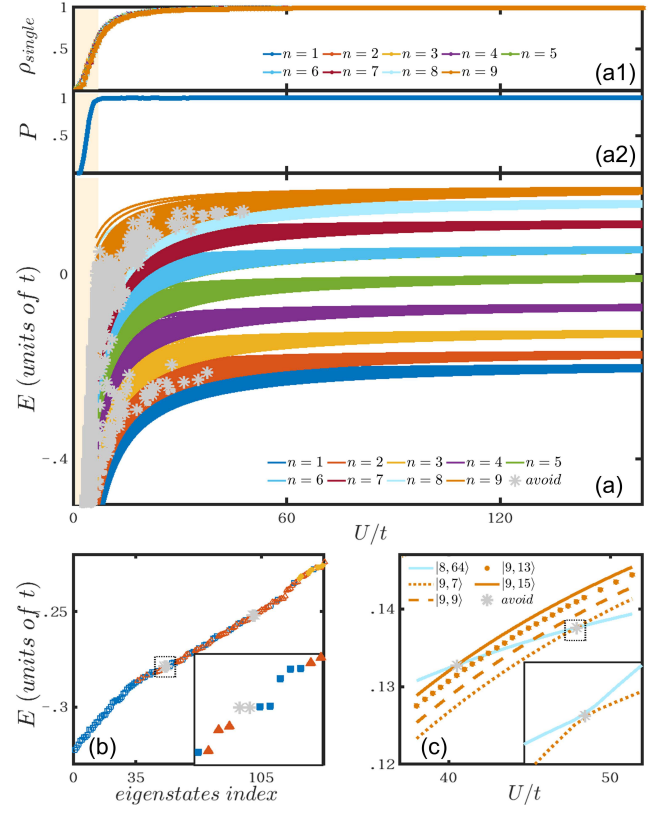 1
.5
ρsingle
n = 1 n = 2 n = 3 n = 4 n = 5
n = 6 n = 7 n = 8 n = 9
(a1)
1
.5
P
(a2)
0
-.4
E (units of t)
n = 1 n = 2 n = 3 n = 4 n = 5
n = 6 n = 7 n = 8 n = 9 avoid
(a)
0 60 120
U/t
-.25
-.3
E (units of t)
(b)
0 35 105
eigenstates index
|8, 64⟩ |9, 13⟩
|9, 7⟩ |9, 15⟩
|9, 9⟩ avoid
.14
.13
.12
(c)
40 50
U/t